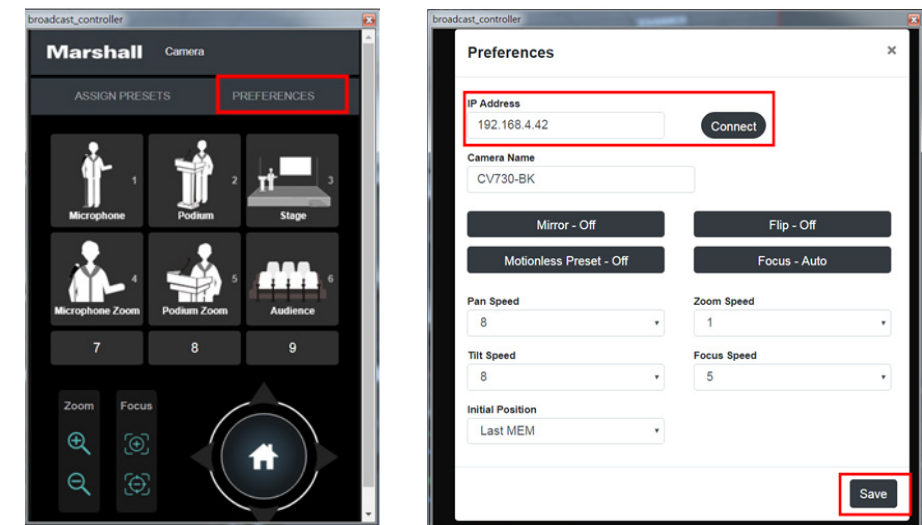 broadcast_controller
Marshall Camera
ASSIGN PRESETS PREFERENCES
1 2 3
Microphone Podium Stage
4 5 6
Microphone Zoom Podium Zoom Audience
7 8 9
Zoom Focus
broadcast_controller
Preferences ×
IP Address
192.168.4.42 Connect
Camera Name
CV730-BK
Mirror - Off Flip - Off
Motionless Preset - Off Focus - Auto
Pan Speed Zoom Speed
8 1
Tilt Speed Focus Speed
8 5
Initial Position
Last MEM
Save